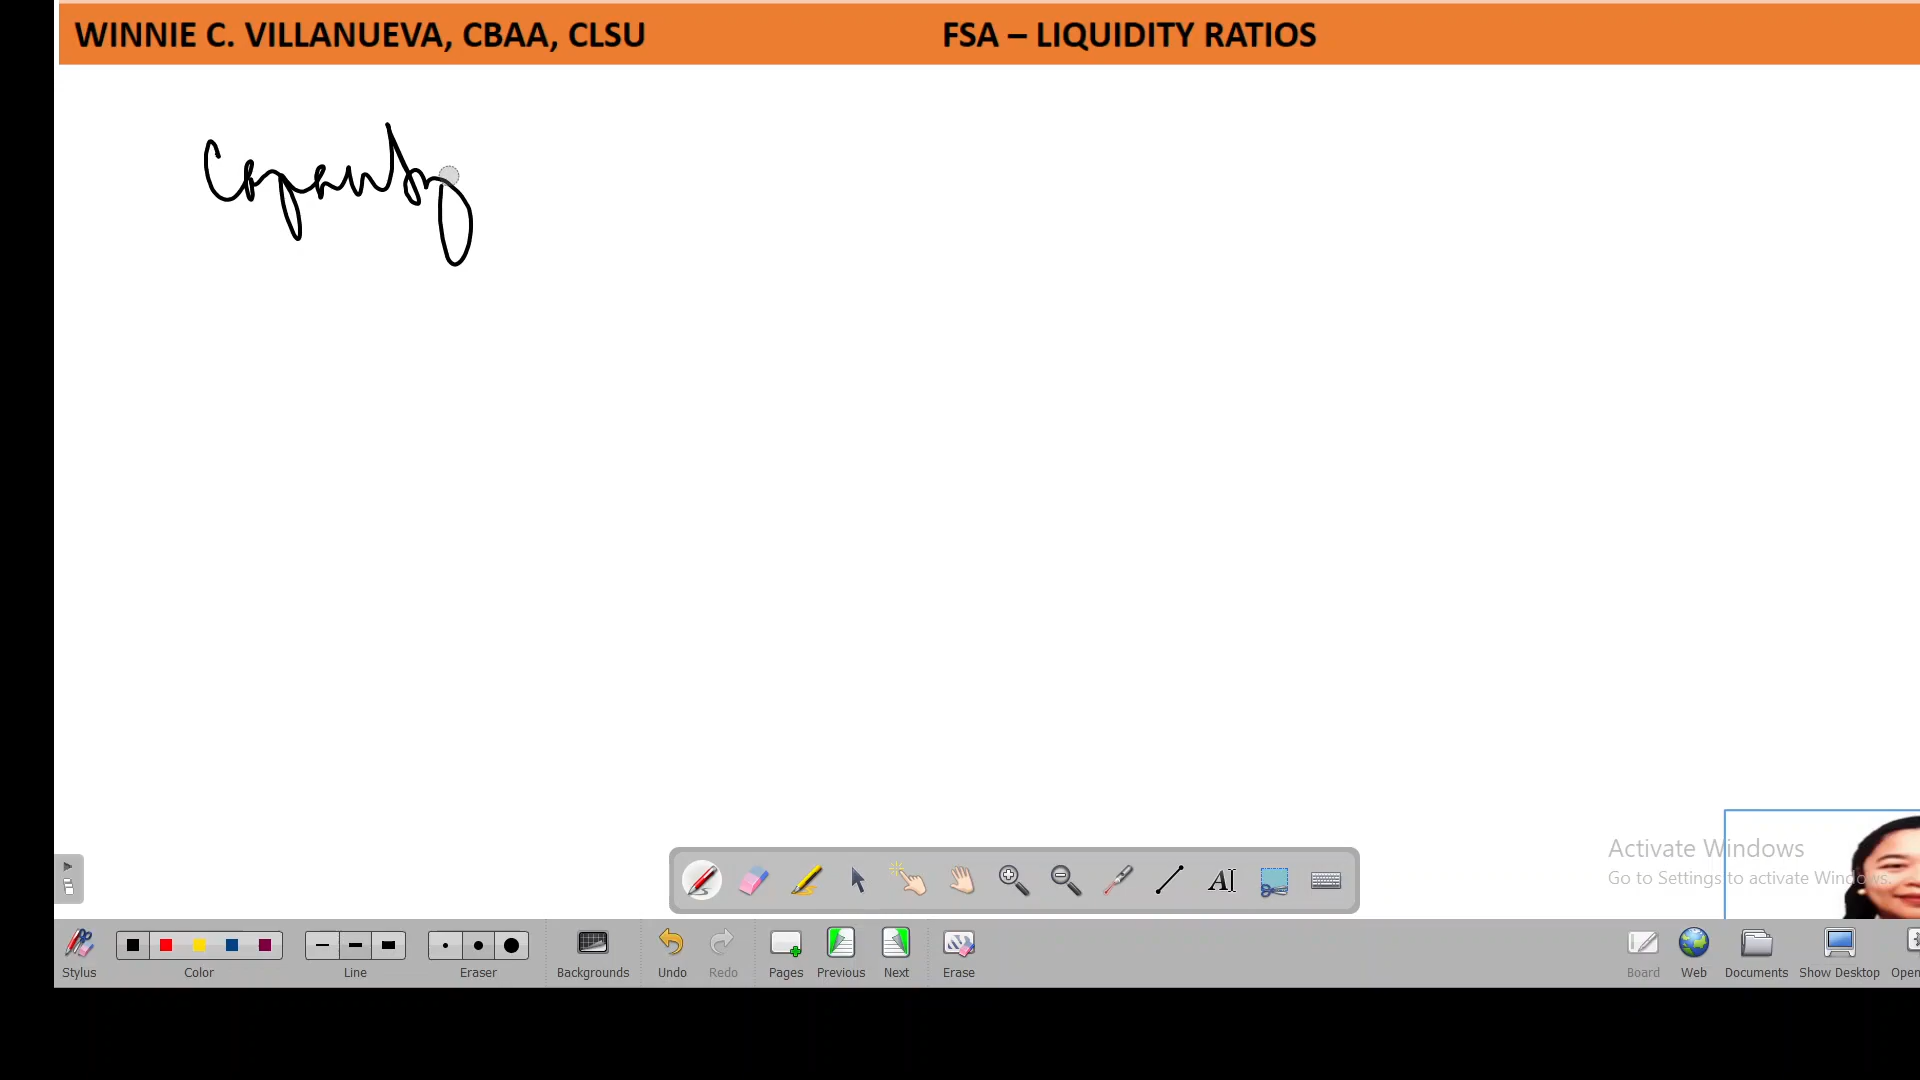 WINNIE C. VILLANUEVA, CBAA, CLSU FSA – LIQUIDITY RATIOS
Activate Windows
Go to Settings to activate Windows.
Stylus Color Line Eraser Backgrounds Undo Redo Pages Previous Next Erase Board Web Documents Show Desktop Open